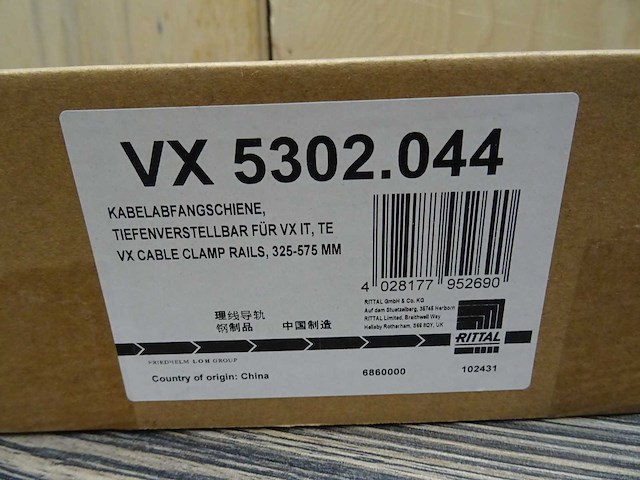 VX 5302.044
KABELABFANGSCHIENE,
TIEFENVERSTELLBAR FÜR VX IT, TE
VX CABLE CLAMP RAILS, 325-575 MM
4 028177 952690
RITTAL GmbH & Co. KG
Auf dem Stuetzelberg, 35745 Herborn
RITTAL Limited, Braithwell Way
Hellaby Rotherham, S66 8QY, UK
理线导轨
钢制品 中国制造
RITTAL
FRIEDHELM LOH GROUP
Country of origin: China
6860000
102431